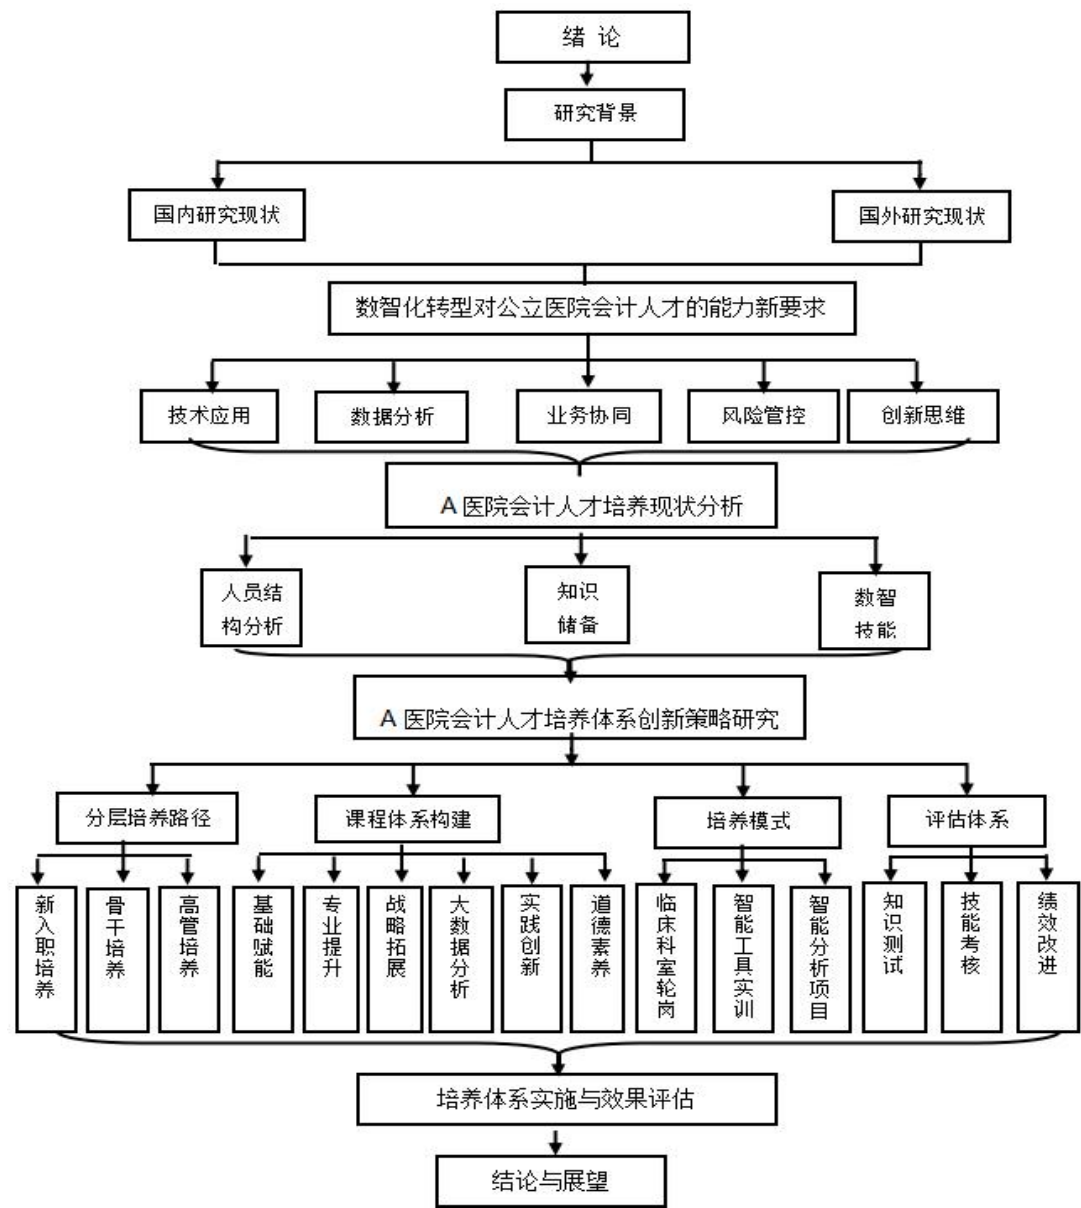 绪 论
研究背景
国内研究现状
国外研究现状
数智化转型对公立医院会计人才的能力新要求
技术应用
数据分析
业务协同
风险管控
创新思维
A 医院会计人才培养现状分析
人员结
构分析
知识
储备
数智
技能
A 医院会计人才培养体系创新策略研究
分层培养路径
课程体系构建
培养模式
评估体系
新入职培养
骨干培养
高管培养
基础赋能
专业提升
战略拓展
大数据分析
实践创新
道德素养
临床科室轮岗
智能工具实训
智能分析项目
知识测试
技能考核
绩效改进
培养体系实施与效果评估
结论与展望